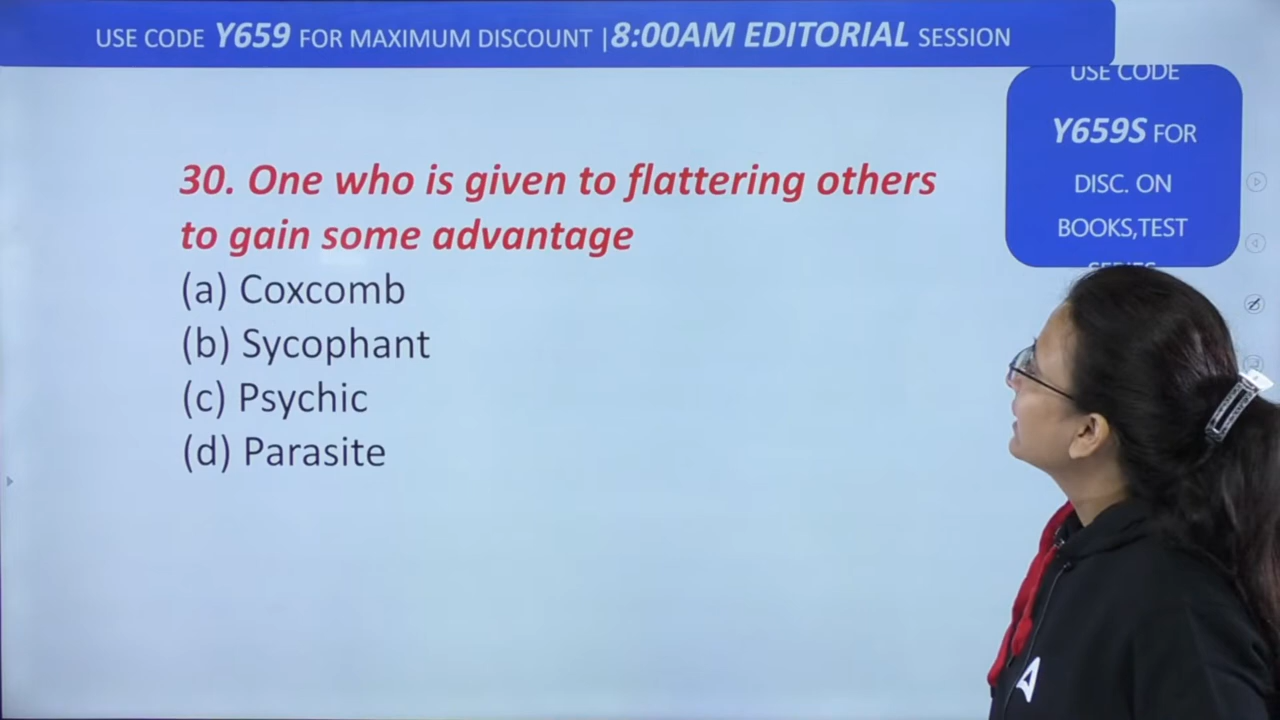 USE CODE Y659 FOR MAXIMUM DISCOUNT |8:00AM EDITORIAL SESSION
USE CODE
Y659S FOR
DISC. ON
BOOKS,TEST
SERIES
30. One who is given to flattering others
to gain some advantage
(a) Coxcomb
(b) Sycophant
(c) Psychic
(d) Parasite